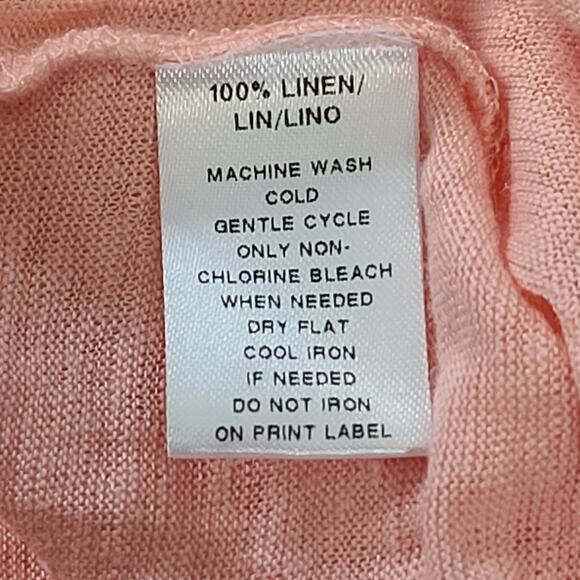 100% LINEN/
LIN/LINO
MACHINE WASH
COLD
GENTLE CYCLE
ONLY NON-
CHLORINE BLEACH
WHEN NEEDED
DRY FLAT
COOL IRON
IF NEEDED
DO NOT IRON
ON PRINT LABEL